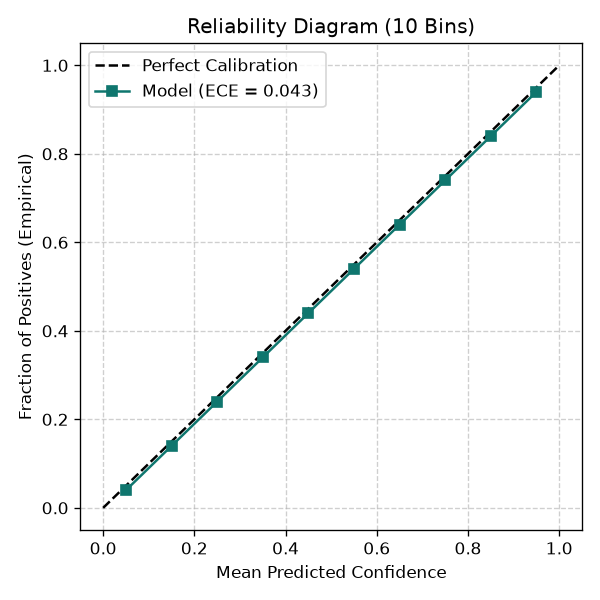 Reliability Diagram (10 Bins)
Perfect Calibration
Model (ECE = 0.043)
Fraction of Positives (Empirical)
1.0
0.8
0.6
0.4
0.2
0.0
0.0 0.2 0.4 0.6 0.8 1.0
Mean Predicted Confidence